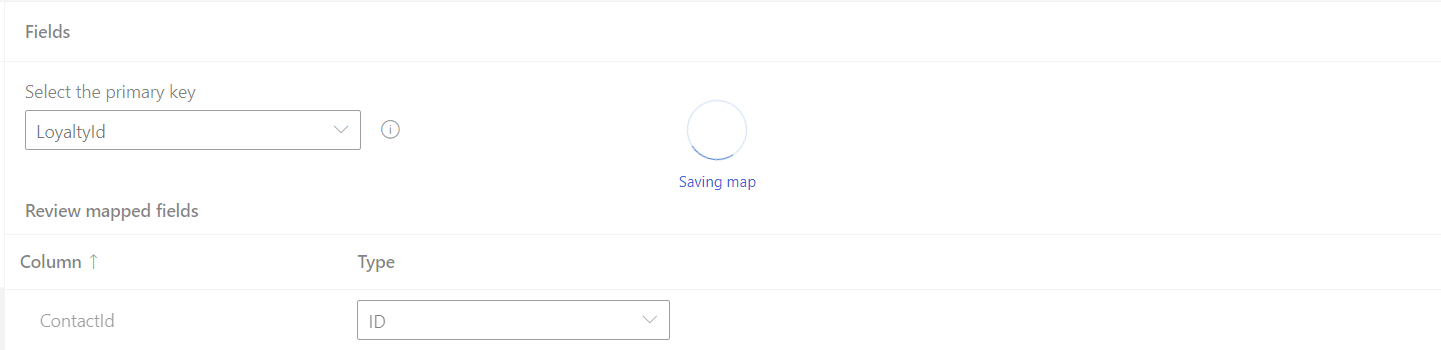 Fields
Select the primary key
LoyaltyId
Saving map
Review mapped fields
Column ↑ Type
ContactId ID